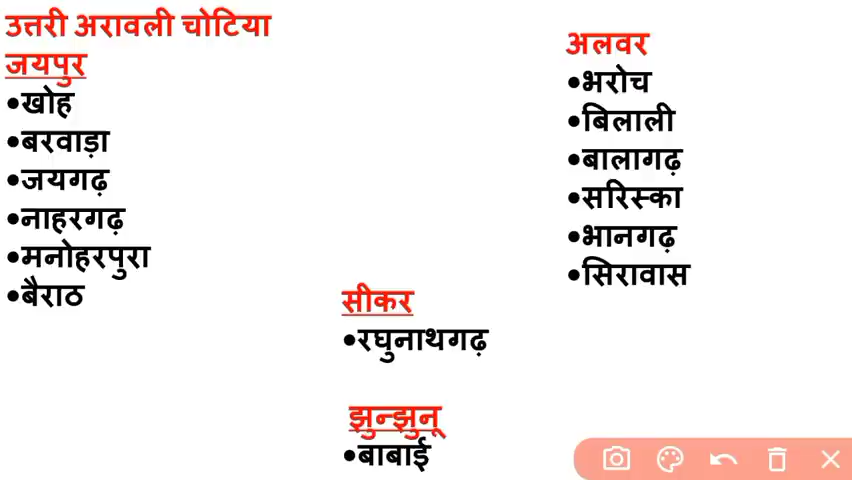 उत्तरी अरावली चोटिया
जयपुर
•खोह
•बरवाड़ा
•जयगढ़
•नाहरगढ़
•मनोहरपुरा
•बैराठ
सीकर
•रघुनाथगढ़
झुन्झुनू
•बाबाई
अलवर
•भरोच
•बिलाली
•बालागढ़
•सरिस्का
•भानगढ़
•सिरावास